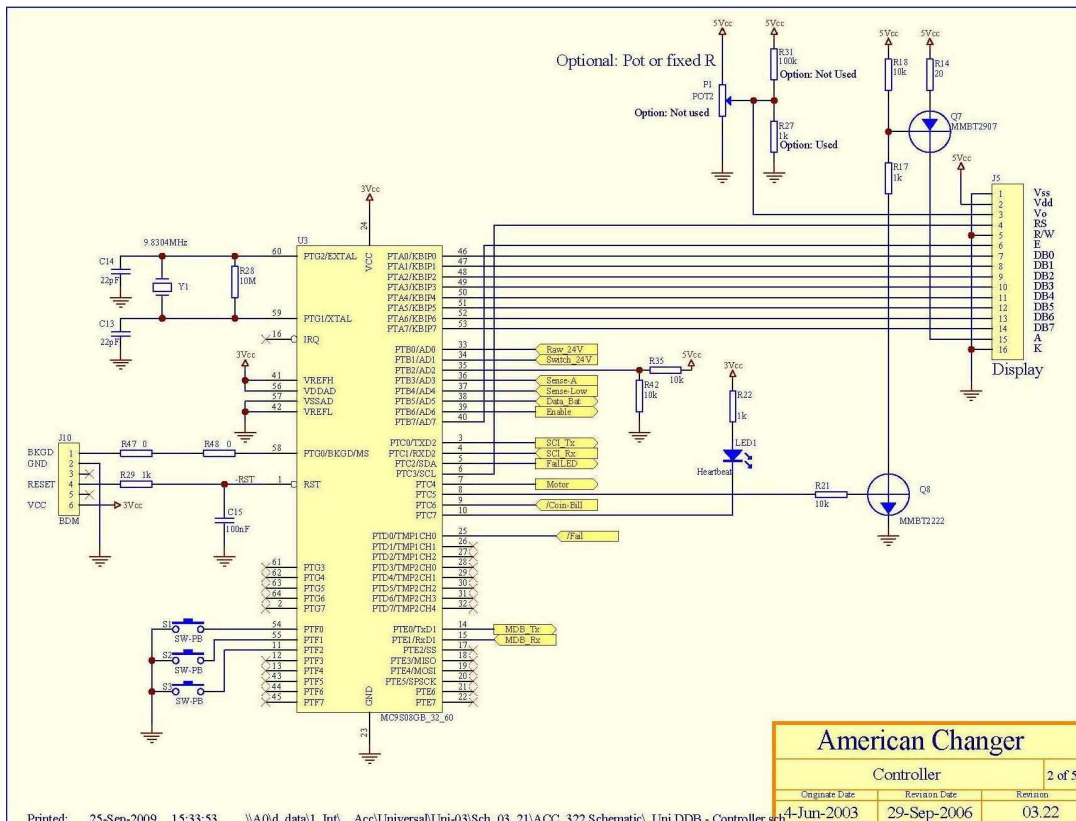 5Vcc
5Vcc
5Vcc
5Vcc
Optional: Pot or fixed R
R31
100k
Option: Not Used
P1
POT2
Option: Not used
R27
1k
Option: Used
R18
10k
R14
20
Q7
MMBT2907
R17
1k
5Vcc
J5
1 Vss
2 Vdd
3 Vo
4 RS
5 R/W
6 E
7 DB0
8 DB1
9 DB2
10 DB3
11 DB4
12 DB5
13 DB6
14 DB7
15 A
16 K
Display
3Vcc
24
VCC
U3
9.8304MHz
C14
22pF
Y1
R28
10M
C13
22pF
60 PTG2/EXTAL
59 PTG1/XTAL
16 IRQ
3Vcc
41 VREFH
56 VDDAD
57 VSSAD
42 VREFL
J10
BKGD 1
GND 2
3
RESET 4
5
VCC 6
BDM
R47 0
R48 0
58 PTG0/BKGD/MS
R29 1k
-RST
1 RST
3Vcc
C15
100nF
61 PTG3
62 PTG4
63 PTG5
64 PTG6
2 PTG7
S1
SW-PB
S2
SW-PB
S3
SW-PB
54 PTF0
55 PTF1
11 PTF2
12 PTF3
13 PTF4
43 PTF5
44 PTF6
45 PTF7
PTA0/KBIP0 46
PTA1/KBIP1 47
PTA2/KBIP2 48
PTA3/KBIP3 49
PTA4/KBIP4 50
PTA5/KBIP5 51
PTA6/KBIP6 52
PTA7/KBIP7 53
PTB0/AD0 33 Raw_24V
PTB1/AD1 34 Switch_24V
PTB2/AD2 35
PTB3/AD3 36 Sense-A
PTB4/AD4 37 Sense-Low
PTB5/AD5 38 Data_Bat
PTB6/AD6 39 Enable
PTB7/AD7 40
R35
10k
5Vcc
R42
10k
PTC0/TXD2 3 SCI_Tx
PTC1/RXD2 4 SCI_Rx
PTC2/SDA 5 FailLED
PTC3/SCL 6
PTC4 7 Motor
PTC5 8
PTC6 9 /Coin-Bill
PTC7 10
3Vcc
R22
1k
LED1
Heartbeat
R21
10k
Q8
MMBT2222
PTD0/TMP1CH0 25 /Fail
PTD1/TMP1CH1 26
PTD2/TMP1CH2 27
PTD3/TMP2CH0 28
PTD4/TMP2CH1 29
PTD5/TMP2CH2 30
PTD6/TMP2CH3 31
PTD7/TMP2CH4 32
PTE0/TxD1 14 MDB_Tx
PTE1/RxD1 15 MDB_Rx
PTE2/SS 17
PTE3/MISO 18
PTE4/MOSI 19
PTE5/SPSCK 20
PTE6 21
PTE7 22
GND
23
MC9S08GB_32_60
American Changer
Controller 2 of 5
Originate Date Revision Date Revision
4-Jun-2003 29-Sep-2006 03.22
Printed: 25-Sep-2009 15:33:53 \\A0\d_data\1_Int\_ Acc\Universal\Uni-03\Sch_03_21\ACC_322 Schematic\_Uni DDB - Controller.sch